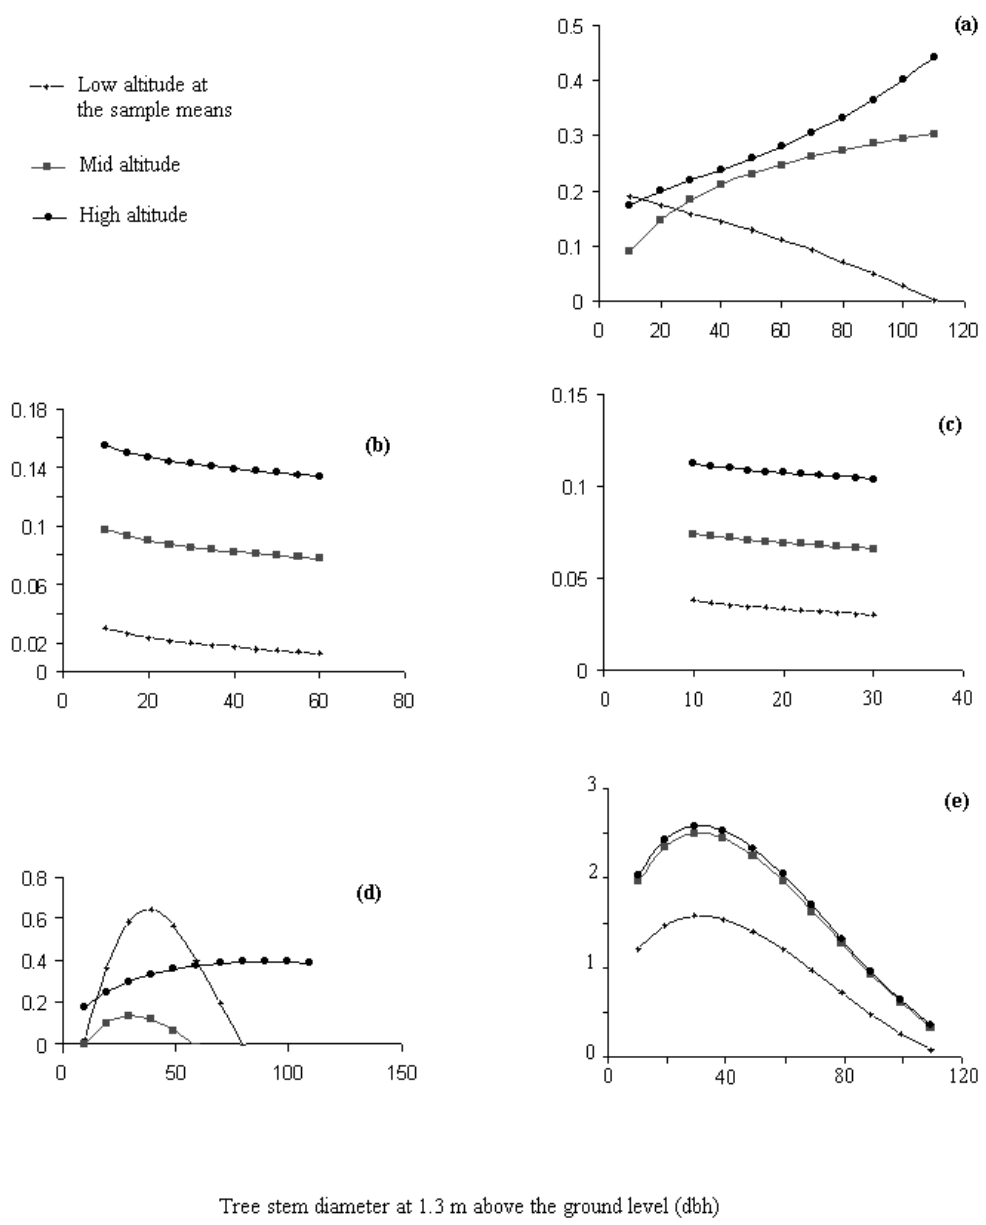 (a)
0.5
0.4
0.3
0.2
0.1
0
0 20 40 60 80 100 120
Low altitude at
the sample means
Mid altitude
High altitude
(b)
0.18
0.14
0.1
0.06
0.02
0
0 20 40 60 80
(c)
0.15
0.1
0.05
0
0 10 20 30 40
(d)
0.8
0.6
0.4
0.2
0
0 50 100 150
(e)
3
2
1
0
0 40 80 120
Tree stem diameter at 1.3 m above the ground level (dbh)